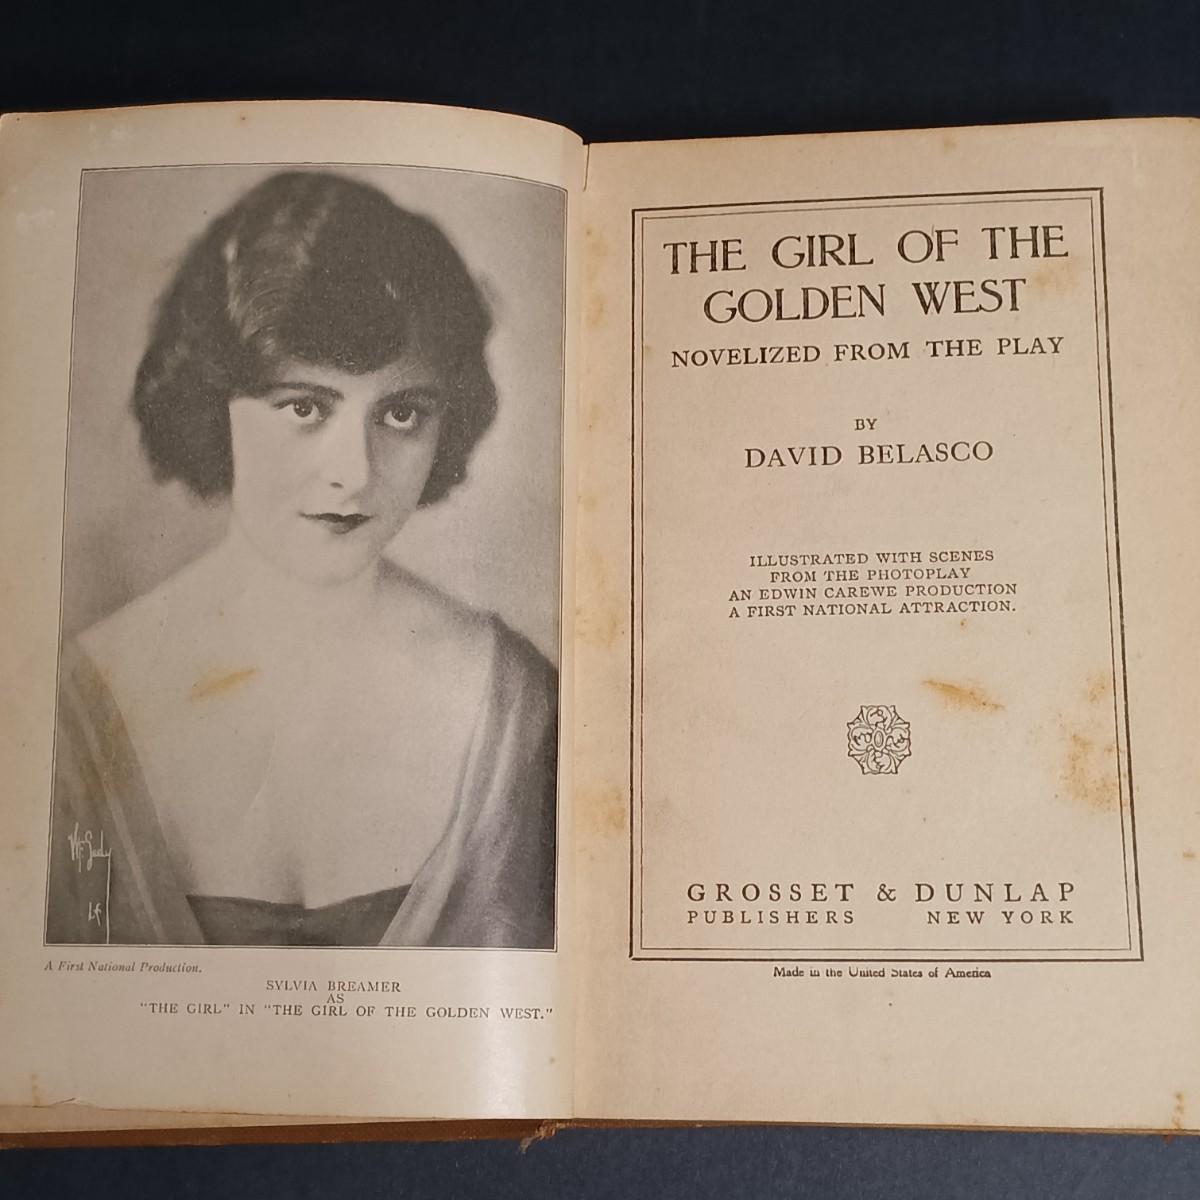 A First National Production.
SYLVIA BREAMER
AS
"THE GIRL" IN "THE GIRL OF THE GOLDEN WEST."
THE GIRL OF THE
GOLDEN WEST
NOVELIZED FROM THE PLAY
BY
DAVID BELASCO
ILLUSTRATED WITH SCENES
FROM THE PHOTOPLAY
AN EDWIN CAREWE PRODUCTION
A FIRST NATIONAL ATTRACTION.
GROSSET & DUNLAP
PUBLISHERS NEW YORK
Made in the United States of America